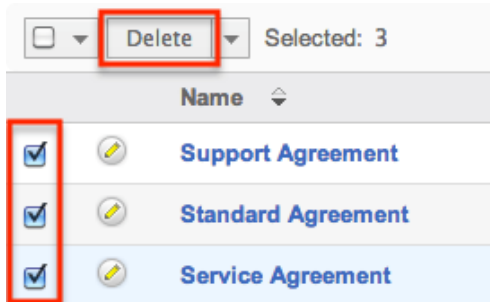 Delete Selected: 3
Name
Support Agreement
Standard Agreement
Service Agreement